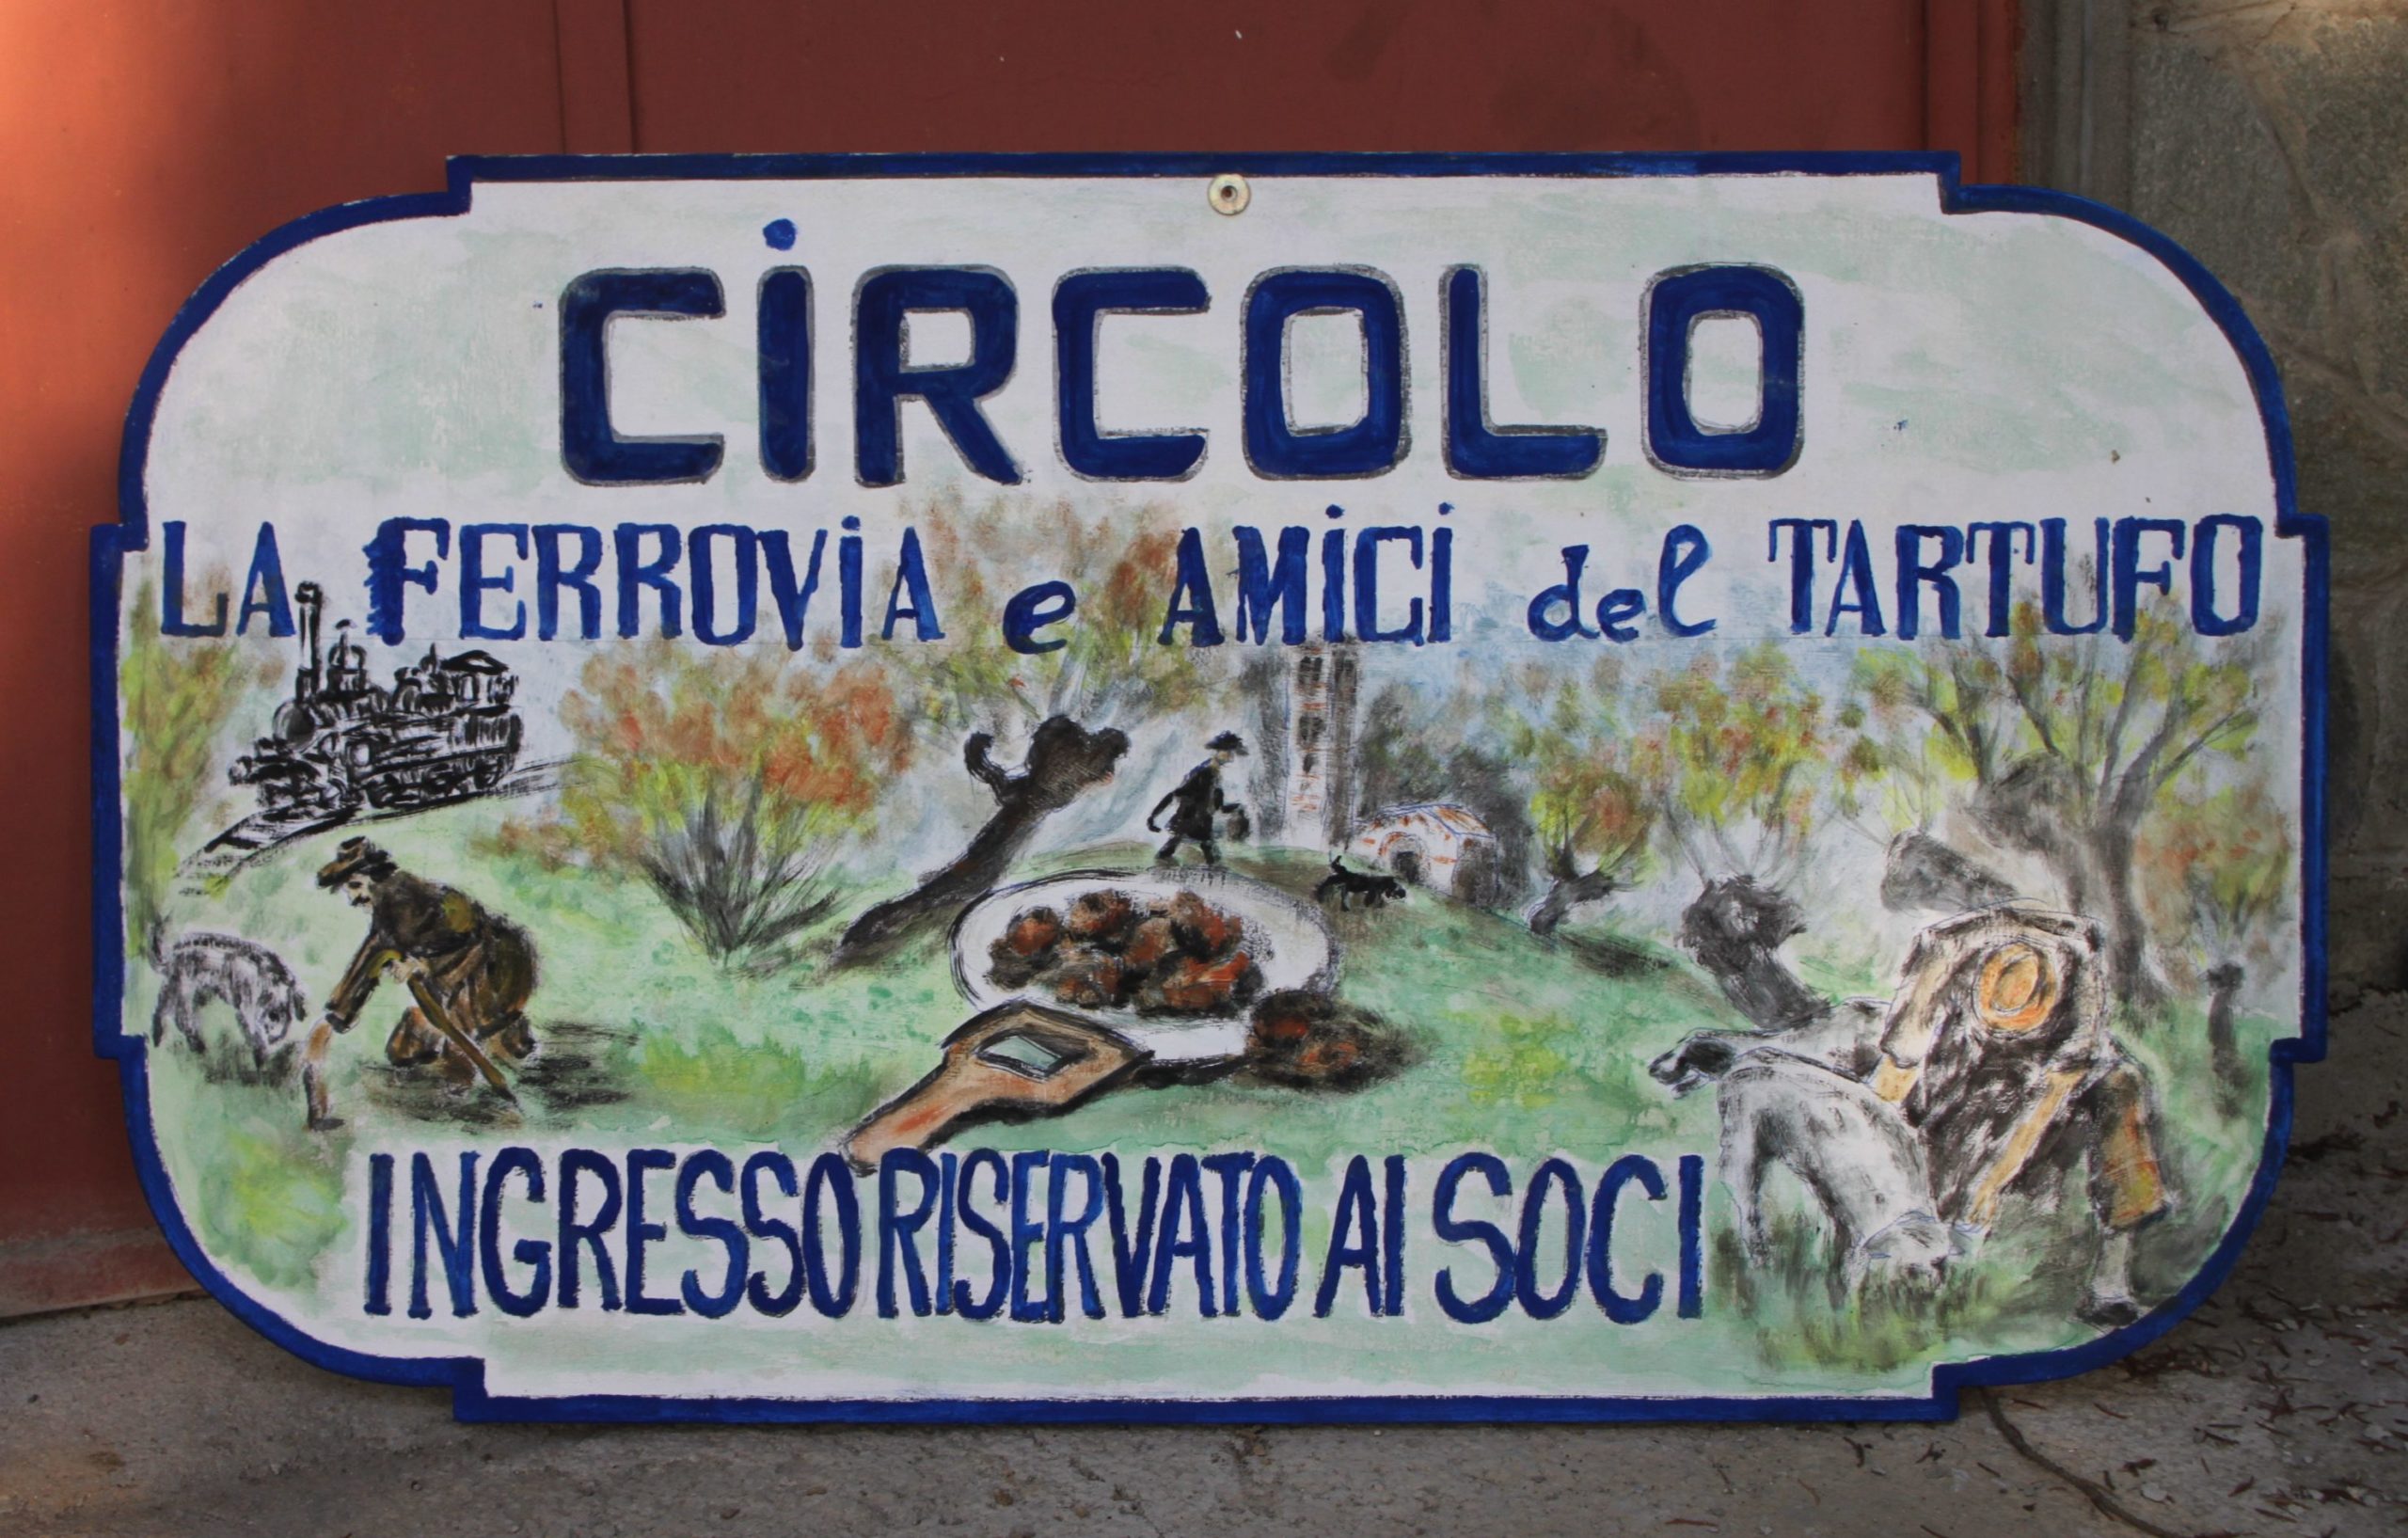 CiRCOLO
LA FERROViA e AMiCi del TARTUFO
INGRESSO RISERVATO AI SOCI